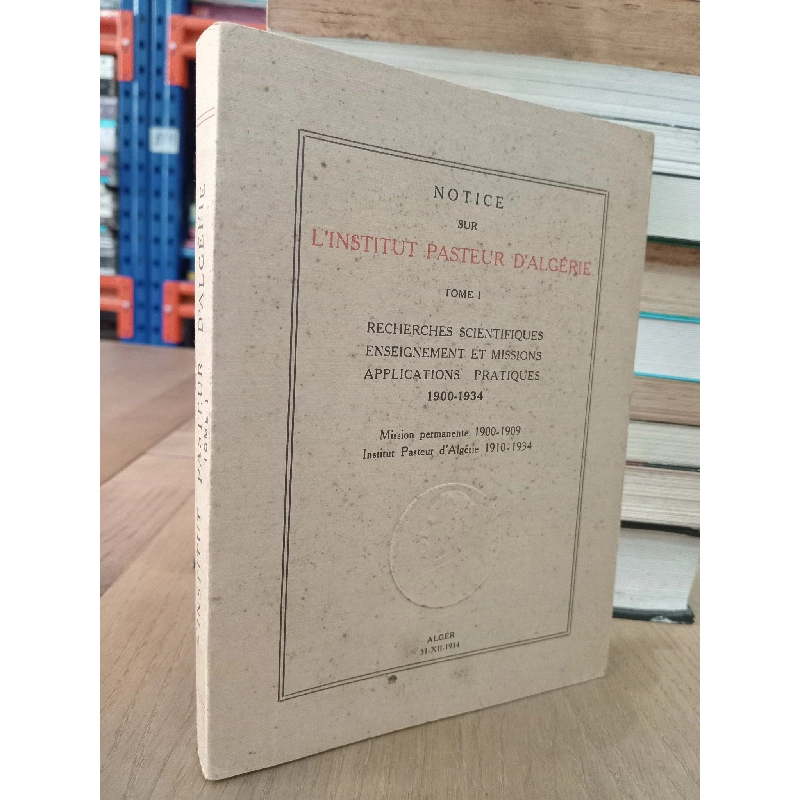 NOTICE
SUR
L'INSTITUT PASTEUR D'ALGÉRIE
TOME I
RECHERCHES SCIENTIFIQUES
ENSEIGNEMENT ET MISSIONS
APPLICATIONS PRATIQUES
1900-1934
Mission permanente 1900-1909
Institut Pasteur d'Algérie 1910-1934
ALGER
31-XII-1934
L'INSTITUT PASTEUR D'ALGÉRIE
TOME I